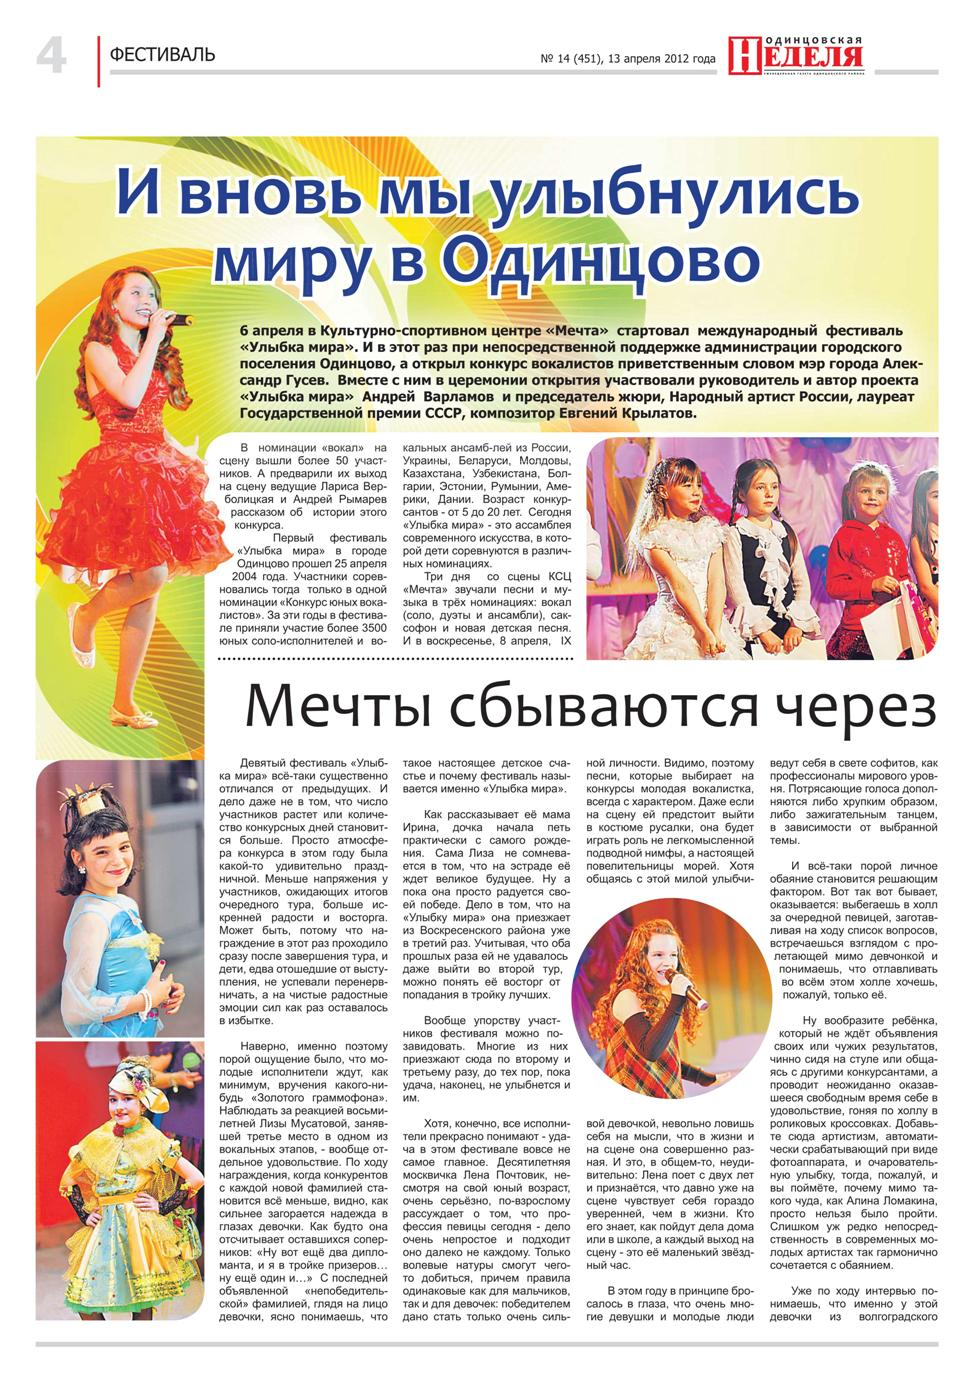 4
ФЕСТИВАЛЬ
№ 14 (451), 13 апреля 2012 года
ОДИНЦОВСКАЯ
НЕДЕЛЯ
ЕЖЕНЕДЕЛЬНАЯ ГАЗЕТА ОДИНЦОВСКОГО РАЙОНА
И вновь мы улыбнулись
миру в Одинцово
6 апреля в Культурно-спортивном центре «Мечта» стартовал международный фестиваль
«Улыбка мира». И в этот раз при непосредственной поддержке администрации городского
поселения Одинцово, а открыл конкурс вокалистов приветственным словом мэр города Алек-
сандр Гусев. Вместе с ним в церемонии открытия участвовали руководитель и автор проекта
«Улыбка мира» Андрей Варламов и председатель жюри, Народный артист России, лауреат
Государственной премии СССР, композитор Евгений Крылатов.
В номинации «вокал» на
сцену вышли более 50 участ-
ников. А предварили их выход
на сцену ведущие Лариса Вер-
болицкая и Андрей Рымарев
рассказом об истории этого
конкурса.
Первый фестиваль
«Улыбка мира» в городе
Одинцово прошел 25 апреля
2004 года. Участники сорев-
новались тогда только в одной
номинации «Конкурс юных вока-
листов». За эти годы в фестива-
ле приняли участие более 3500
юных соло-исполнителей и во-
кальных ансамб-лей из России,
Украины, Беларуси, Молдовы,
Казахстана, Узбекистана, Бол-
гарии, Эстонии, Румынии, Аме-
рики, Дании. Возраст конкур-
сантов - от 5 до 20 лет. Сегодня
«Улыбка мира» - это ассамблея
современного искусства, в кото-
рой дети соревнуются в различ-
ных номинациях.
Три дня со сцены КСЦ
«Мечта» звучали песни и му-
зыка в трёх номинациях: вокал
(соло, дуэты и ансамбли), сак-
софон и новая детская песня.
И в воскресенье, 8 апреля, IX
Мечты сбываются через
Девятый фестиваль «Улыб-
ка мира» всё-таки существенно
отличался от предыдущих. И
дело даже не в том, что число
участников растет или количе-
ство конкурсных дней становит-
ся больше. Просто атмосфе-
ра конкурса в этом году была
какой-то удивительно празд-
ничной. Меньше напряжения у
участников, ожидающих итогов
очередного тура, больше ис-
кренней радости и восторга.
Может быть, потому что на-
граждение в этот раз проходило
сразу после завершения тура, и
дети, едва отошедшие от высту-
пления, не успевали перенерв-
ничать, а на чистые радостные
эмоции сил как раз оставалось
в избытке.
Наверно, именно поэтому
порой ощущение было, что мо-
лодые исполнители ждут, как
минимум, вручения какого-ни-
будь «Золотого граммофона».
Наблюдать за реакцией восьми-
летней Лизы Мусатовой, заняв-
шей третье место в одном из
вокальных этапов, - вообще от-
дельное удовольствие. По ходу
награждения, когда конкурентов
с каждой новой фамилией ста-
новится всё меньше, видно, как
сильнее загорается надежда в
глазах девочки. Как будто она
отсчитывает оставшихся сопер-
ников: «Ну вот ещё два дипло-
манта, и я в тройке призеров…
ну ещё один и…» С последней
объявленной «непобедитель-
ской» фамилией, глядя на лицо
девочки, ясно понимаешь, что
такое настоящее детское сча-
стье и почему фестиваль назы-
вается именно «Улыбка мира».
Как рассказывает её мама
Ирина, дочка начала петь
практически с самого рожде-
ния. Сама Лиза не сомнева-
ется в том, что на эстраде её
ждет великое будущее. Ну а
пока она просто радуется сво-
ей победе. Дело в том, что на
«Улыбку мира» она приезжает
из Воскресенского района уже
в третий раз. Учитывая, что оба
прошлых раза ей не удавалось
даже выйти во второй тур,
можно понять её восторг от
попадания в тройку лучших.
Вообще упорству участ-
ников фестиваля можно по-
завидовать. Многие из них
приезжают сюда по второму и
третьему разу, до тех пор, пока
удача, наконец, не улыбнется и
им.
Хотя, конечно, все исполни-
тели прекрасно понимают - уда-
ча в этом фестивале вовсе не
самое главное. Десятилетняя
москвичка Лена Почтовик, не-
смотря на свой юный возраст,
очень серьёзно, по-взрослому
рассуждает о том, что про-
фессия певицы сегодня - дело
очень непростое и подходит
оно далеко не каждому. Только
волевые натуры смогут чего-
то добиться, причем правила
одинаковые как для мальчиков,
так и для девочек: победителем
дано стать только очень силь-
ной личности. Видимо, поэтому
песни, которые выбирает на
конкурсы молодая вокалистка,
всегда с характером. Даже если
на сцену ей предстоит выйти
в костюме русалки, она будет
играть роль не легкомысленной
подводной нимфы, а настоящей
повелительницы морей. Хотя
общаясь с этой милой улыбчи-
вой девочкой, невольно ловишь
себя на мысли, что в жизни и
на сцене она совершенно раз-
ная. И это, в общем-то, неуди-
вительно: Лена поет с двух лет
и признаётся, что давно уже на
сцене чувствует себя гораздо
уверенней, чем в жизни. Кто
его знает, как пойдут дела дома
или в школе, а каждый выход на
сцену - это её маленький звёзд-
ный час.
В этом году в принципе бро-
салось в глаза, что очень мно-
гие девушки и молодые люди
ведут себя в свете софитов, как
профессионалы мирового уров-
ня. Потрясающие голоса допол-
няются либо хрупким образом,
либо зажигательным танцем,
в зависимости от выбранной
темы.
И всё-таки порой личное
обаяние становится решающим
фактором. Вот так вот бывает,
оказывается: выбегаешь в холл
за очередной певицей, заготав-
ливая на ходу список вопросов,
встречаешься взглядом с про-
летающей мимо девчонкой и
понимаешь, что отлавливать
во всём этом холле хочешь,
пожалуй, только её.
Ну вообразите ребёнка,
который не ждёт объявления
своих или чужих результатов,
чинно сидя на стуле или обща-
ясь с другими конкурсантами, а
проводит неожиданно оказав-
шееся свободным время себе в
удовольствие, гоняя по холлу в
роликовых кроссовках. Добавь-
те сюда артистизм, автомати-
чески срабатывающий при виде
фотоаппарата, и очарователь-
ную улыбку, тогда, пожалуй, и
вы поймёте, почему мимо та-
кого чуда, как Алина Ломакина,
просто нельзя было пройти.
Слишком уж редко непосред-
ственность в современных мо-
лодых артистах так гармонично
сочетается с обаянием.
Уже по ходу интервью по-
нимаешь, что именно у этой
девочки из волгоградского